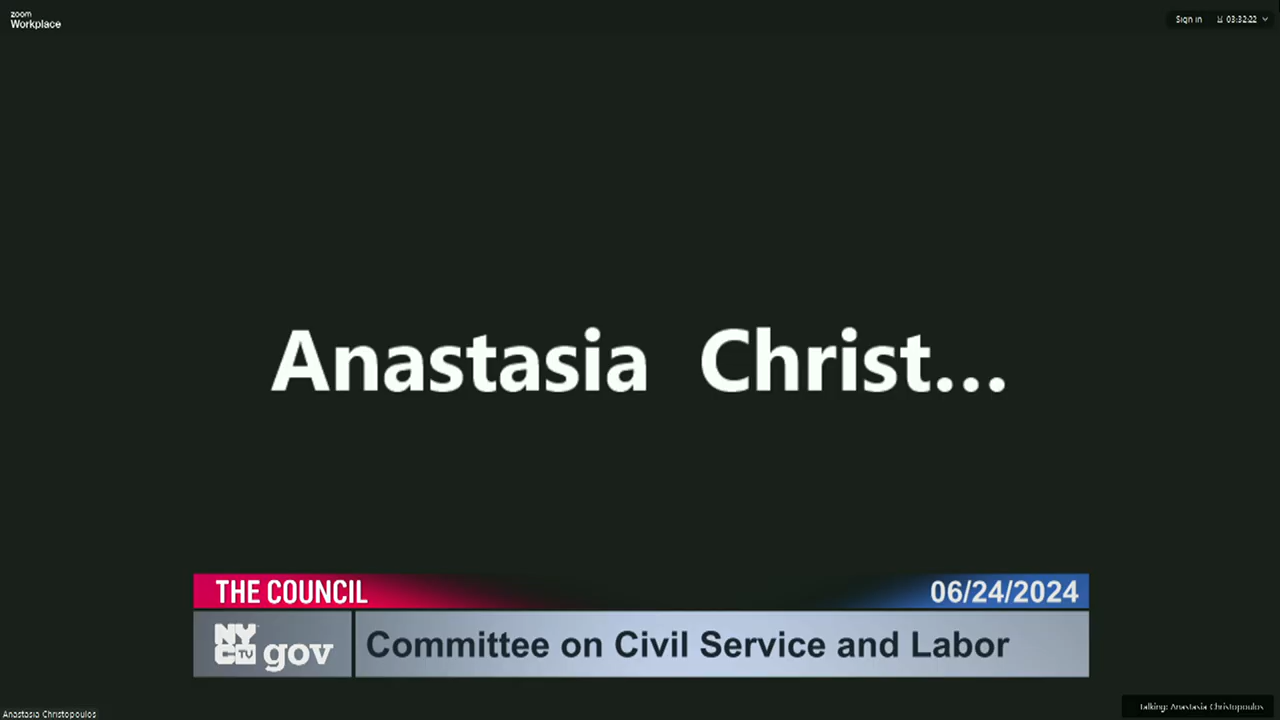 zoom
Workplace
Sign in
03:32:22
Anastasia Christ...
THE COUNCIL
06/24/2024
NYC TV gov
Committee on Civil Service and Labor
Anastasia Christopoulos
Talking: Anastasia Christopoulos